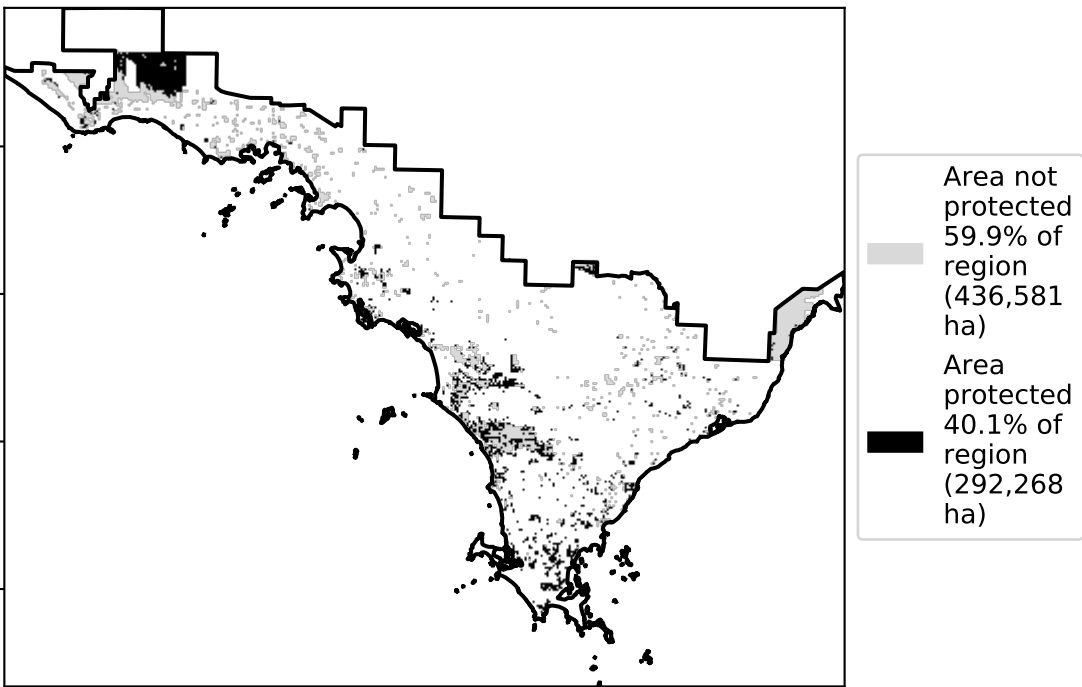 Area not
protected
59.9% of
region
(436,581
ha)
Area
protected
40.1% of
region
(292,268
ha)